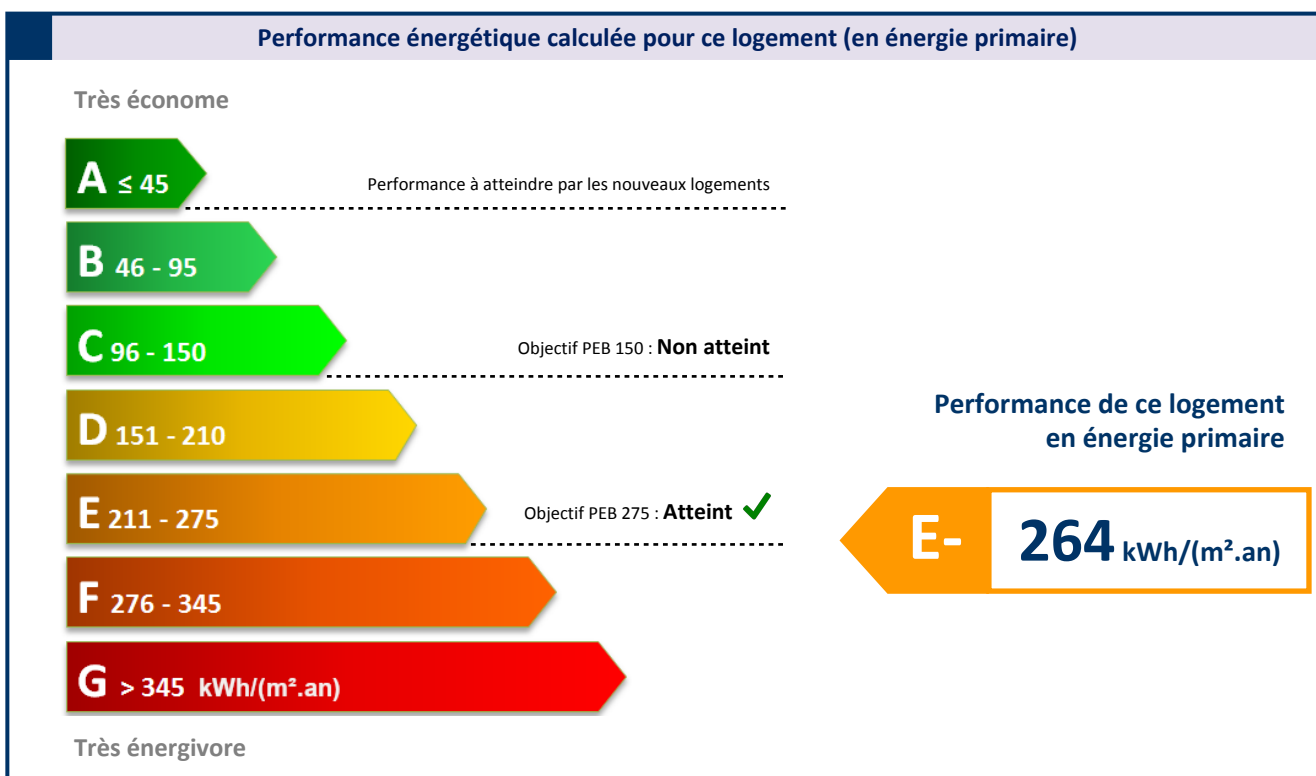 Performance énergétique calculée pour ce logement (en énergie primaire)
Très économe
A ≤ 45
Performance à atteindre par les nouveaux logements
B 46 - 95
C 96 - 150
Objectif PEB 150 : Non atteint
D 151 - 210
Performance de ce logement
en énergie primaire
E 211 - 275
Objectif PEB 275 : Atteint
E-
264 kWh/(m².an)
F 276 - 345
G > 345 kWh/(m².an)
Très énergivore